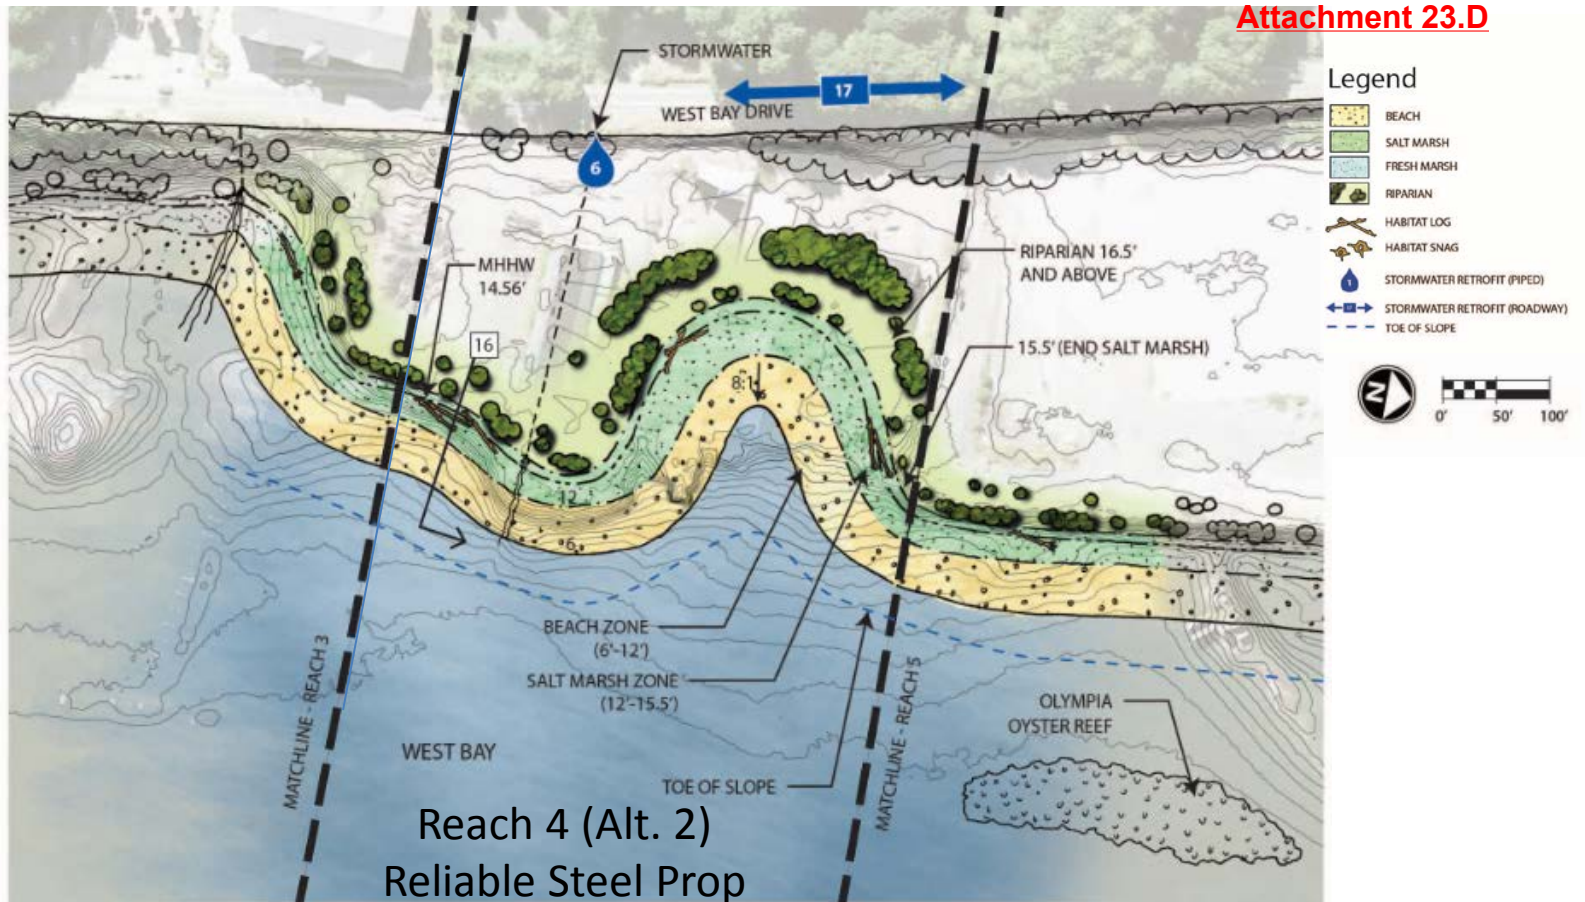 Attachment 23.D
STORMWATER
17
WEST BAY DRIVE
6
MHHW
14.56'
16
RIPARIAN 16.5'
AND ABOVE
15.5' (END SALT MARSH)
8:1
12
6
BEACH ZONE
(6'-12')
SALT MARSH ZONE
(12'-15.5')
MATCHLINE - REACH 3
MATCHLINE - REACH 5
WEST BAY
TOE OF SLOPE
OLYMPIA
OYSTER REEF
Reach 4 (Alt. 2)
Reliable Steel Prop
Legend
BEACH
SALT MARSH
FRESH MARSH
RIPARIAN
HABITAT LOG
HABITAT SNAG
1
STORMWATER RETROFIT (PIPED)
STORMWATER RETROFIT (ROADWAY)
TOE OF SLOPE
N
0' 50' 100'